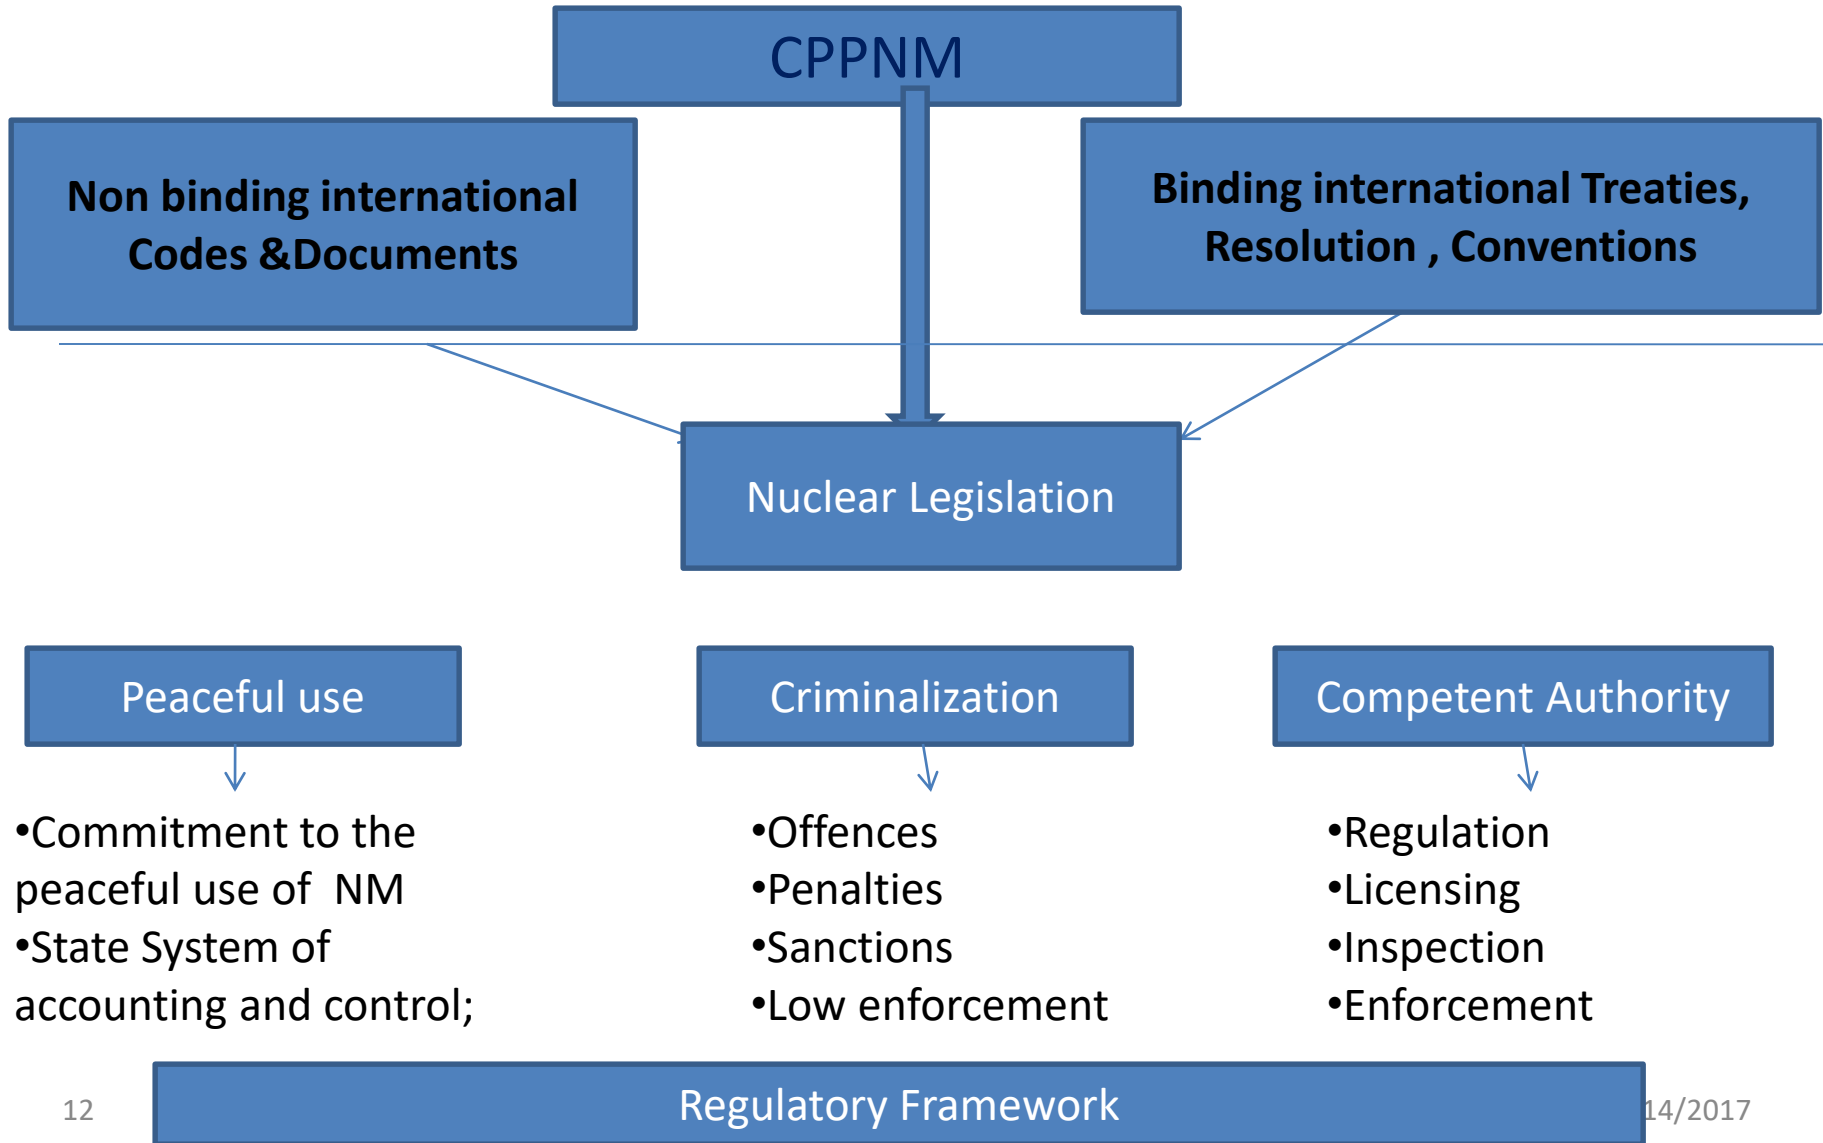 CPPNM
Non binding international
Codes &Documents
Binding international Treaties,
Resolution , Conventions
Nuclear Legislation
Peaceful use
Criminalization
Competent Authority
•Commitment to the
peaceful use of  NM
•State System of
accounting and control;
•Offences
•Penalties
•Sanctions
•Low enforcement
•Regulation
•Licensing
•Inspection
•Enforcement
12
Regulatory Framework
14/2017